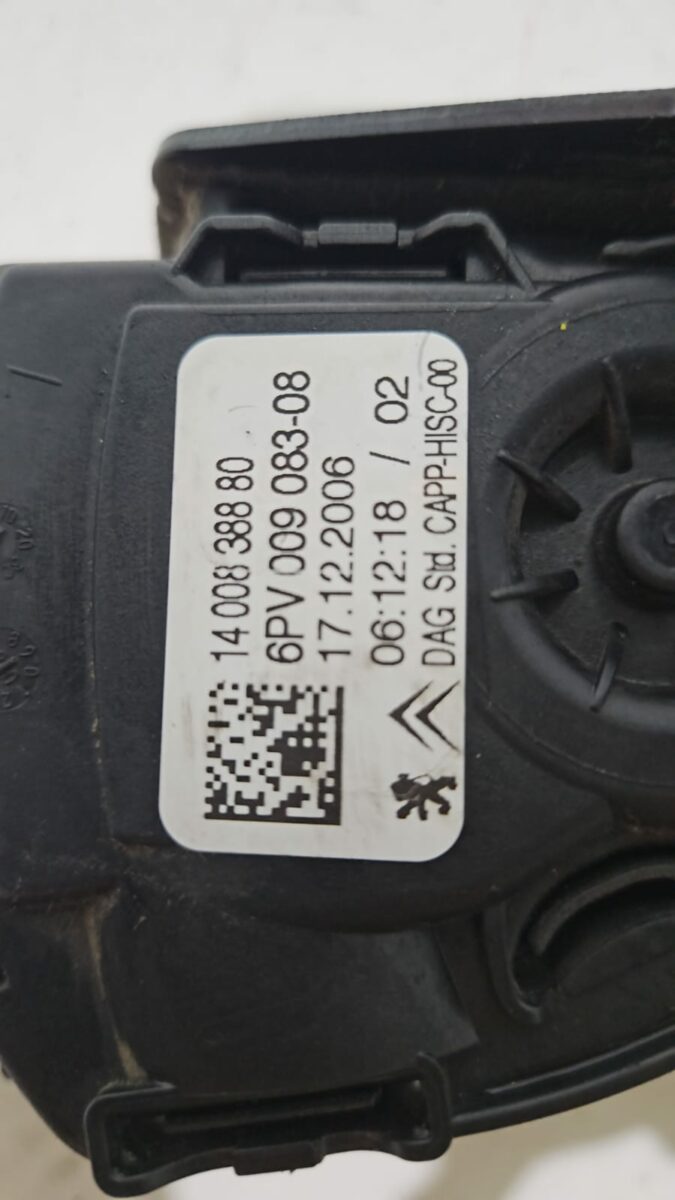 14 008 388 80
6PV 009 083-08
17.12.2006
06:12:18 / 02
DAG Std. CAPP-HISC-00